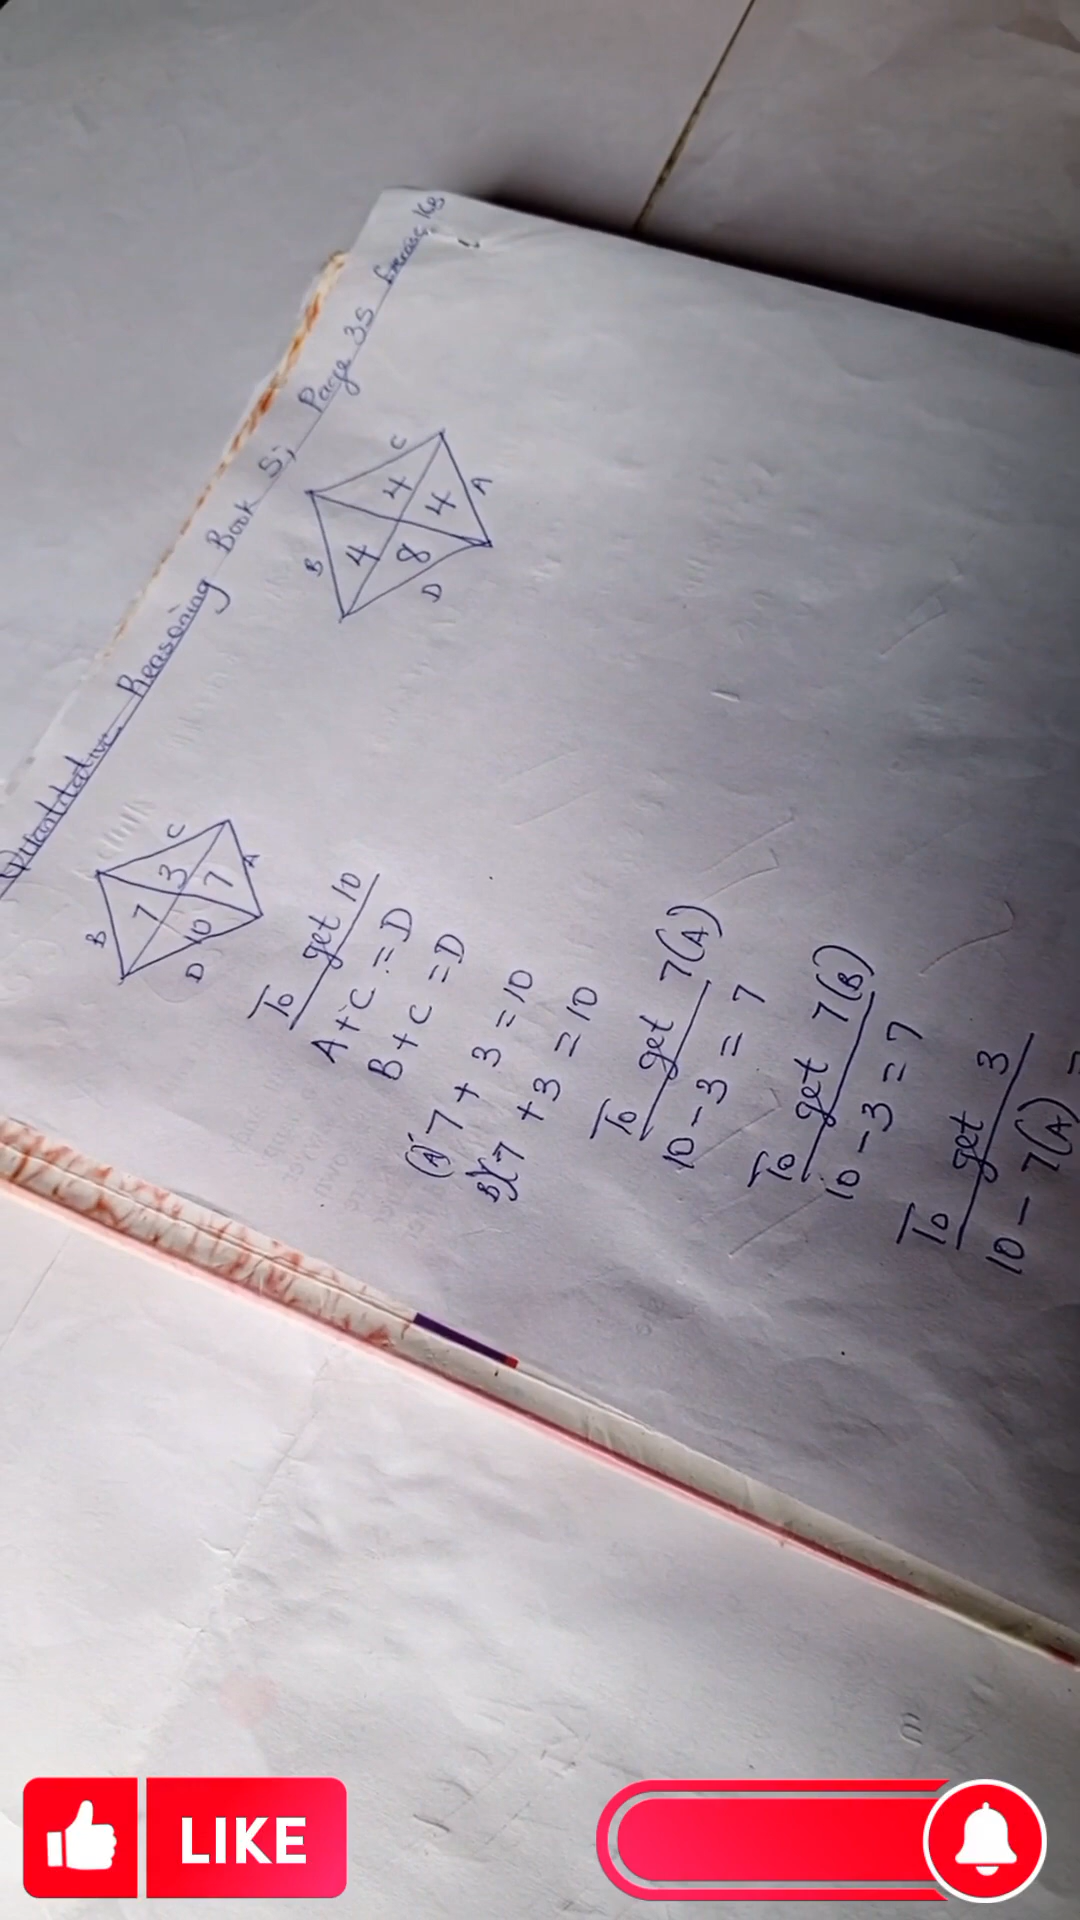 Quantitative Reasoning Book 5; Page 35 Exercise K8
B
C
7
3
10
7
D
A
B
C
4
4
8
4
D
A
To get 10
A+C=D
B+C=D
(A) 7+3=10
(B) 7+3=10
To get 7(A)
10-3=7
To get 7(B)
10-3=7
To get 3
10-7(A) =
LIKE